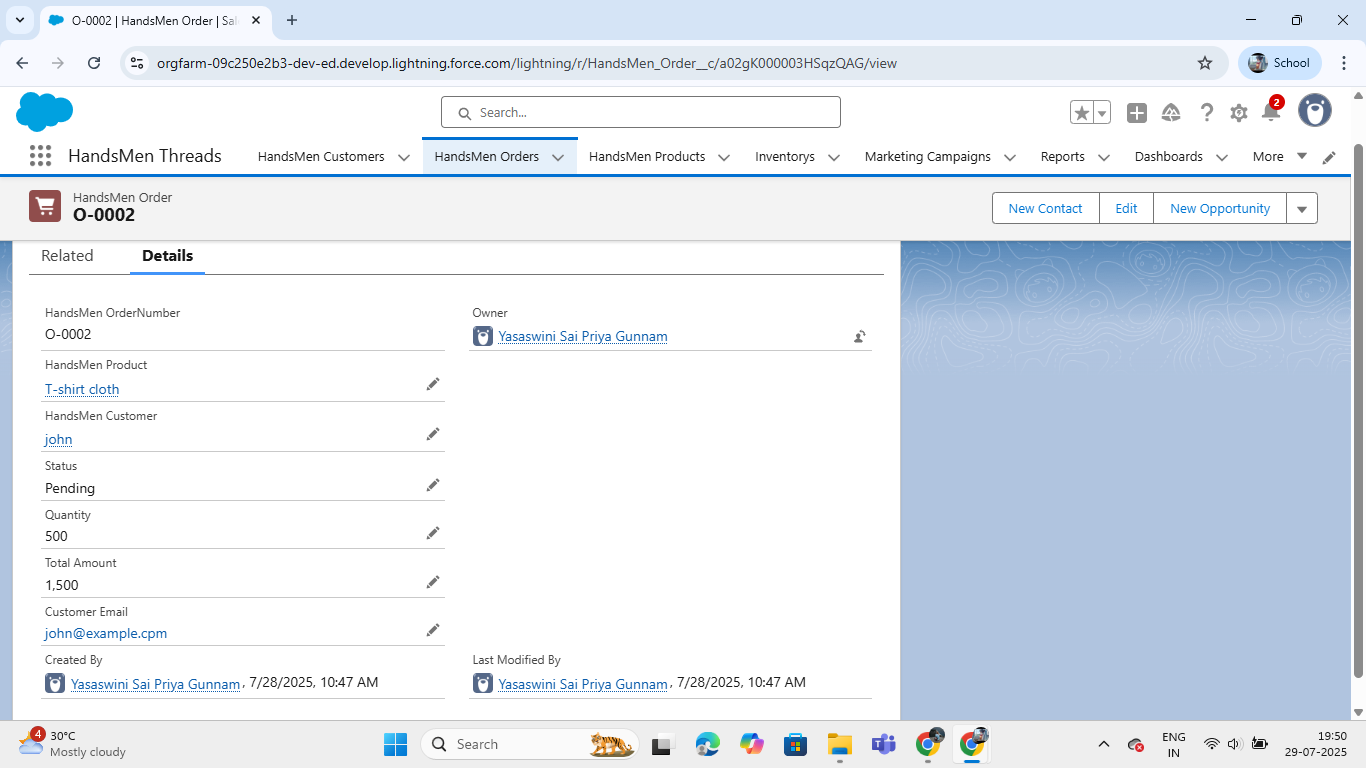 O-0002 | HandsMen Order | Sal
orgfarm-09c250e2b3-dev-ed.develop.lightning.force.com/lightning/r/HandsMen_Order__c/a02gK000003HSqzQAG/view
School
Search...
2
HandsMen Threads
HandsMen Customers
HandsMen Orders
HandsMen Products
Inventorys
Marketing Campaigns
Reports
Dashboards
More
HandsMen Order
O-0002
New Contact
Edit
New Opportunity
Related
Details
HandsMen OrderNumber
O-0002
Owner
Yasaswini Sai Priya Gunnam
HandsMen Product
T-shirt cloth
HandsMen Customer
john
Status
Pending
Quantity
500
Total Amount
1,500
Customer Email
john@example.cpm
Created By
Yasaswini Sai Priya Gunnam, 7/28/2025, 10:47 AM
Last Modified By
Yasaswini Sai Priya Gunnam, 7/28/2025, 10:47 AM
4
30°C
Mostly cloudy
Search
ENG
IN
19:50
29-07-2025